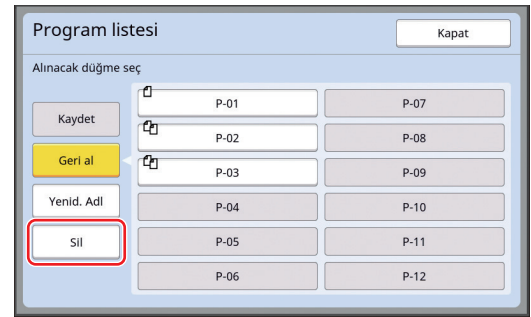 Program listesi
Kapat
Alınacak düğme seç
Kaydet
Geri al
Yenid. Adl
Sil
P-01
P-02
P-03
P-04
P-05
P-06
P-07
P-08
P-09
P-10
P-11
P-12